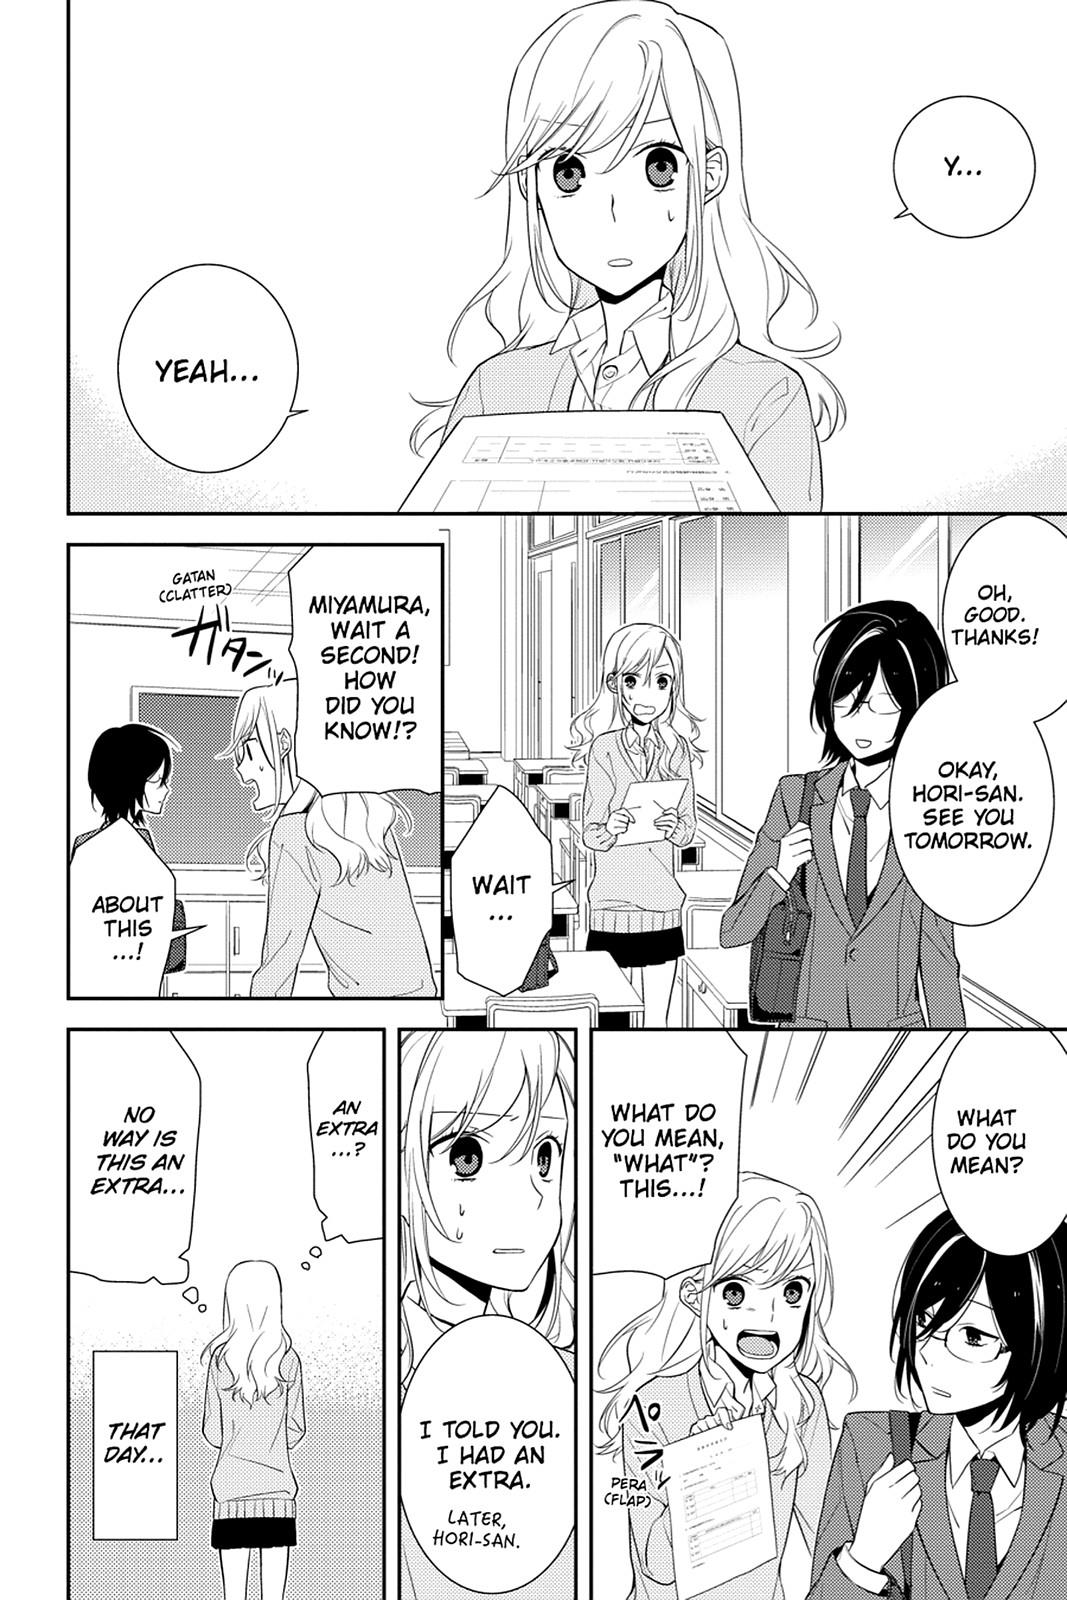 Y...
YEAH...
OH,
GOOD.
THANKS!
OKAY,
HORI-SAN.
SEE YOU
TOMORROW.
WAIT
...
MIYAMURA,
WAIT A
SECOND!
HOW
DID YOU
KNOW!?
GATAN
(CLATTER)
ガタンッ
ABOUT
THIS
...!
WHAT
DO YOU
MEAN?
WHAT DO
YOU MEAN,
"WHAT"?
THIS...!
ペラ
PERA
(FLAP)
I TOLD YOU.
I HAD AN
EXTRA.
LATER,
HORI-SAN.
AN
EXTRA
...?
NO
WAY IS
THIS AN
EXTRA...
THAT
DAY...